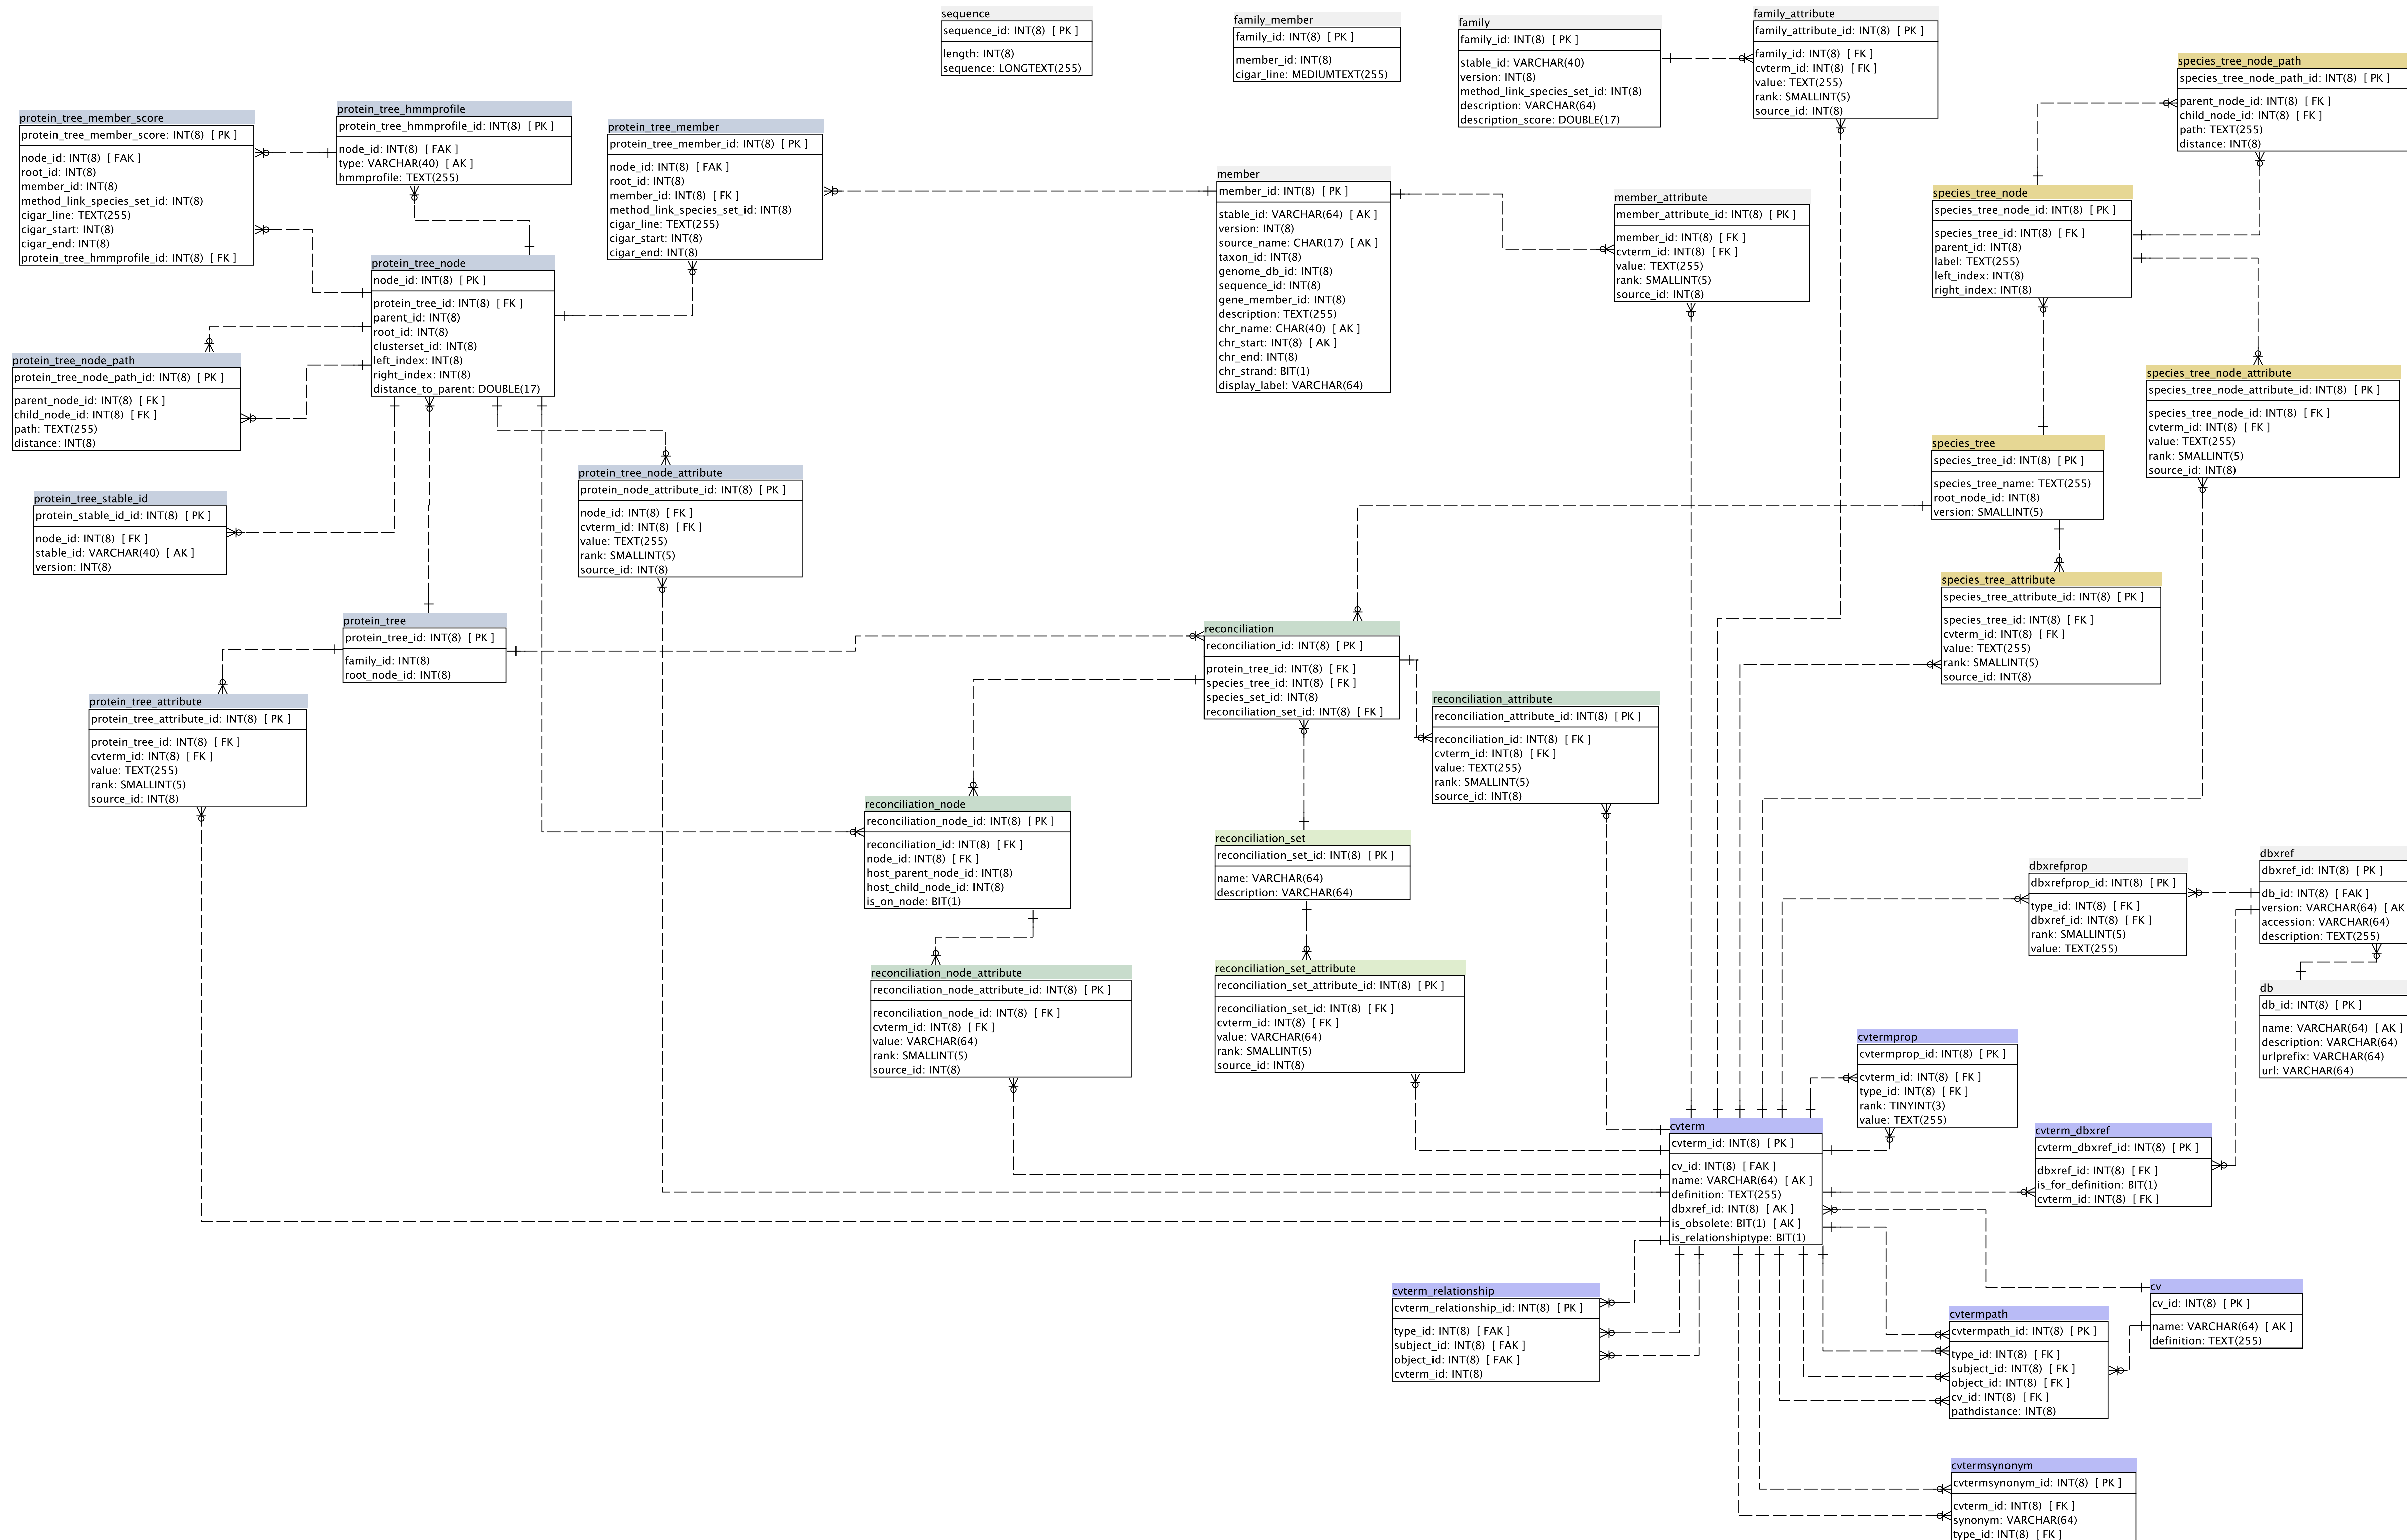 sequence
sequence_id: INT(8) [ PK ]
length: INT(8)
sequence: LONGTEXT(255)
family_member
family_id: INT(8) [ PK ]
member_id: INT(8)
cigar_line: MEDIUMTEXT(255)
family
family_id: INT(8) [ PK ]
stable_id: VARCHAR(40)
version: INT(8)
method_link_species_set_id: INT(8)
description: VARCHAR(64)
description_score: DOUBLE(17)
family_attribute
family_attribute_id: INT(8) [ PK ]
family_id: INT(8) [ FK ]
cvterm_id: INT(8) [ FK ]
value: TEXT(255)
rank: SMALLINT(5)
source_id: INT(8)
species_tree_node_path
species_tree_node_path_id: INT(8) [ PK ]
parent_node_id: INT(8) [ FK ]
child_node_id: INT(8) [ FK ]
path: TEXT(255)
distance: INT(8)
protein_tree_member_score
protein_tree_member_score: INT(8) [ PK ]
node_id: INT(8) [ FAK ]
root_id: INT(8)
member_id: INT(8)
method_link_species_set_id: INT(8)
cigar_line: TEXT(255)
cigar_start: INT(8)
cigar_end: INT(8)
protein_tree_hmmprofile_id: INT(8) [ FK ]
protein_tree_hmmprofile
protein_tree_hmmprofile_id: INT(8) [ PK ]
node_id: INT(8) [ FAK ]
type: VARCHAR(40) [ AK ]
hmmprofile: TEXT(255)
protein_tree_member
protein_tree_member_id: INT(8) [ PK ]
node_id: INT(8) [ FAK ]
root_id: INT(8)
member_id: INT(8) [ FK ]
method_link_species_set_id: INT(8)
cigar_line: TEXT(255)
cigar_start: INT(8)
cigar_end: INT(8)
member
member_id: INT(8) [ PK ]
stable_id: VARCHAR(64) [ AK ]
version: INT(8)
source_name: CHAR(17) [ AK ]
taxon_id: INT(8)
genome_db_id: INT(8)
sequence_id: INT(8)
gene_member_id: INT(8)
description: TEXT(255)
chr_name: CHAR(40) [ AK ]
chr_start: INT(8) [ AK ]
chr_end: INT(8)
chr_strand: BIT(1)
display_label: VARCHAR(64)
member_attribute
member_attribute_id: INT(8) [ PK ]
member_id: INT(8) [ FK ]
cvterm_id: INT(8) [ FK ]
value: TEXT(255)
rank: SMALLINT(5)
source_id: INT(8)
species_tree_node
species_tree_node_id: INT(8) [ PK ]
species_tree_id: INT(8) [ FK ]
parent_id: INT(8)
label: TEXT(255)
left_index: INT(8)
right_index: INT(8)
protein_tree_node
node_id: INT(8) [ PK ]
protein_tree_id: INT(8) [ FK ]
parent_id: INT(8)
root_id: INT(8)
clusterset_id: INT(8)
left_index: INT(8)
right_index: INT(8)
distance_to_parent: DOUBLE(17)
protein_tree_node_path
protein_tree_node_path_id: INT(8) [ PK ]
parent_node_id: INT(8) [ FK ]
child_node_id: INT(8) [ FK ]
path: TEXT(255)
distance: INT(8)
species_tree_node_attribute
species_tree_node_attribute_id: INT(8) [ PK ]
species_tree_node_id: INT(8) [ FK ]
cvterm_id: INT(8) [ FK ]
value: TEXT(255)
rank: SMALLINT(5)
source_id: INT(8)
species_tree
species_tree_id: INT(8) [ PK ]
species_tree_name: TEXT(255)
root_node_id: INT(8)
version: SMALLINT(5)
protein_tree_node_attribute
protein_node_attribute_id: INT(8) [ PK ]
node_id: INT(8) [ FK ]
cvterm_id: INT(8) [ FK ]
value: TEXT(255)
rank: SMALLINT(5)
source_id: INT(8)
protein_tree_stable_id
protein_stable_id_id: INT(8) [ PK ]
node_id: INT(8) [ FK ]
stable_id: VARCHAR(40) [ AK ]
version: INT(8)
species_tree_attribute
species_tree_attribute_id: INT(8) [ PK ]
species_tree_id: INT(8) [ FK ]
cvterm_id: INT(8) [ FK ]
value: TEXT(255)
rank: SMALLINT(5)
source_id: INT(8)
protein_tree
protein_tree_id: INT(8) [ PK ]
family_id: INT(8)
root_node_id: INT(8)
reconciliation
reconciliation_id: INT(8) [ PK ]
protein_tree_id: INT(8) [ FK ]
species_tree_id: INT(8) [ FK ]
species_set_id: INT(8)
reconciliation_set_id: INT(8) [ FK ]
reconciliation_attribute
reconciliation_attribute_id: INT(8) [ PK ]
reconciliation_id: INT(8) [ FK ]
cvterm_id: INT(8) [ FK ]
value: TEXT(255)
rank: SMALLINT(5)
source_id: INT(8)
protein_tree_attribute
protein_tree_attribute_id: INT(8) [ PK ]
protein_tree_id: INT(8) [ FK ]
cvterm_id: INT(8) [ FK ]
value: TEXT(255)
rank: SMALLINT(5)
source_id: INT(8)
reconciliation_node
reconciliation_node_id: INT(8) [ PK ]
reconciliation_id: INT(8) [ FK ]
node_id: INT(8) [ FK ]
host_parent_node_id: INT(8)
host_child_node_id: INT(8)
is_on_node: BIT(1)
reconciliation_set
reconciliation_set_id: INT(8) [ PK ]
name: VARCHAR(64)
description: VARCHAR(64)
dbxrefprop
dbxrefprop_id: INT(8) [ PK ]
type_id: INT(8) [ FK ]
dbxref_id: INT(8) [ FK ]
rank: SMALLINT(5)
value: TEXT(255)
dbxref
dbxref_id: INT(8) [ PK ]
db_id: INT(8) [ FAK ]
version: VARCHAR(64) [ AK
accession: VARCHAR(64)
description: TEXT(255)
reconciliation_node_attribute
reconciliation_node_attribute_id: INT(8) [ PK ]
reconciliation_node_id: INT(8) [ FK ]
cvterm_id: INT(8) [ FK ]
value: VARCHAR(64)
rank: SMALLINT(5)
source_id: INT(8)
reconciliation_set_attribute
reconciliation_set_attribute_id: INT(8) [ PK ]
reconciliation_set_id: INT(8) [ FK ]
cvterm_id: INT(8) [ FK ]
value: VARCHAR(64)
rank: SMALLINT(5)
source_id: INT(8)
db
db_id: INT(8) [ PK ]
name: VARCHAR(64) [ AK ]
description: VARCHAR(64)
urlprefix: VARCHAR(64)
url: VARCHAR(64)
cvtermprop
cvtermprop_id: INT(8) [ PK ]
cvterm_id: INT(8) [ FK ]
type_id: INT(8) [ FK ]
rank: TINYINT(3)
value: TEXT(255)
cvterm
cvterm_id: INT(8) [ PK ]
cv_id: INT(8) [ FAK ]
name: VARCHAR(64) [ AK ]
definition: TEXT(255)
dbxref_id: INT(8) [ AK ]
is_obsolete: BIT(1) [ AK ]
is_relationshiptype: BIT(1)
cvterm_dbxref
cvterm_dbxref_id: INT(8) [ PK ]
dbxref_id: INT(8) [ FK ]
is_for_definition: BIT(1)
cvterm_id: INT(8) [ FK ]
cvterm_relationship
cvterm_relationship_id: INT(8) [ PK ]
type_id: INT(8) [ FAK ]
subject_id: INT(8) [ FAK ]
object_id: INT(8) [ FAK ]
cvterm_id: INT(8)
cv
cv_id: INT(8) [ PK ]
name: VARCHAR(64) [ AK ]
definition: TEXT(255)
cvtermpath
cvtermpath_id: INT(8) [ PK ]
type_id: INT(8) [ FK ]
subject_id: INT(8) [ FK ]
object_id: INT(8) [ FK ]
cv_id: INT(8) [ FK ]
pathdistance: INT(8)
cvtermsynonym
cvtermsynonym_id: INT(8) [ PK ]
cvterm_id: INT(8) [ FK ]
synonym: VARCHAR(64)
type_id: INT(8) [ FK ]